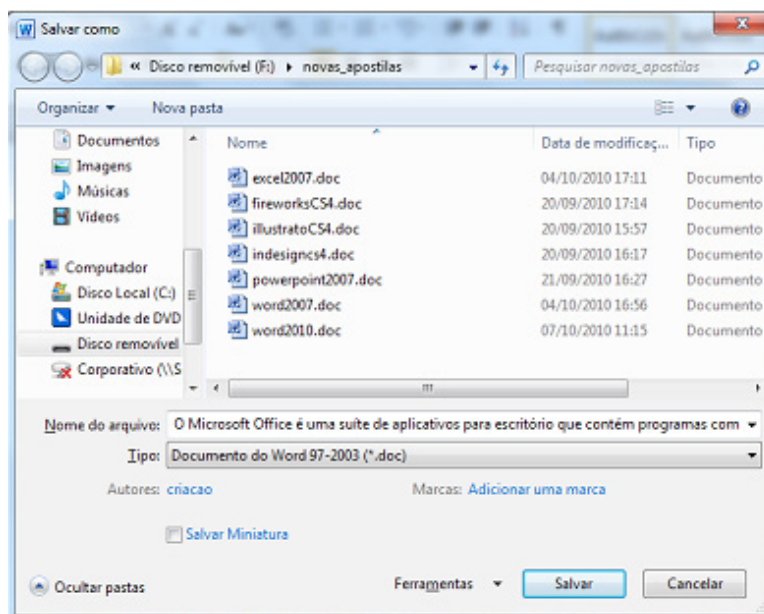 Salvar como
« Disco removível (F:) ▸ novas_apostilas Pesquisar novas_apostilas
Organizar Nova pasta
Documentos
Imagens
Músicas
Vídeos
Computador
Disco Local (C:)
Unidade de DVD
Disco removível
Corporativo (\\S
Nome Data de modificaç... Tipo
excel2007.doc 04/10/2010 17:11 Documento
fireworksCS4.doc 20/09/2010 17:14 Documento
illustratoCS4.doc 20/09/2010 15:57 Documento
indesigncs4.doc 20/09/2010 16:17 Documento
powerpoint2007.doc 21/09/2010 16:27 Documento
word2007.doc 04/10/2010 16:56 Documento
word2010.doc 07/10/2010 11:15 Documento
Nome do arquivo: O Microsoft Office é uma suíte de aplicativos para escritório que contém programas com
Tipo: Documento do Word 97-2003 (*.doc)
Autores: criacao Marcas: Adicionar uma marca
Salvar Miniatura
Ocultar pastas Ferramentas Salvar Cancelar